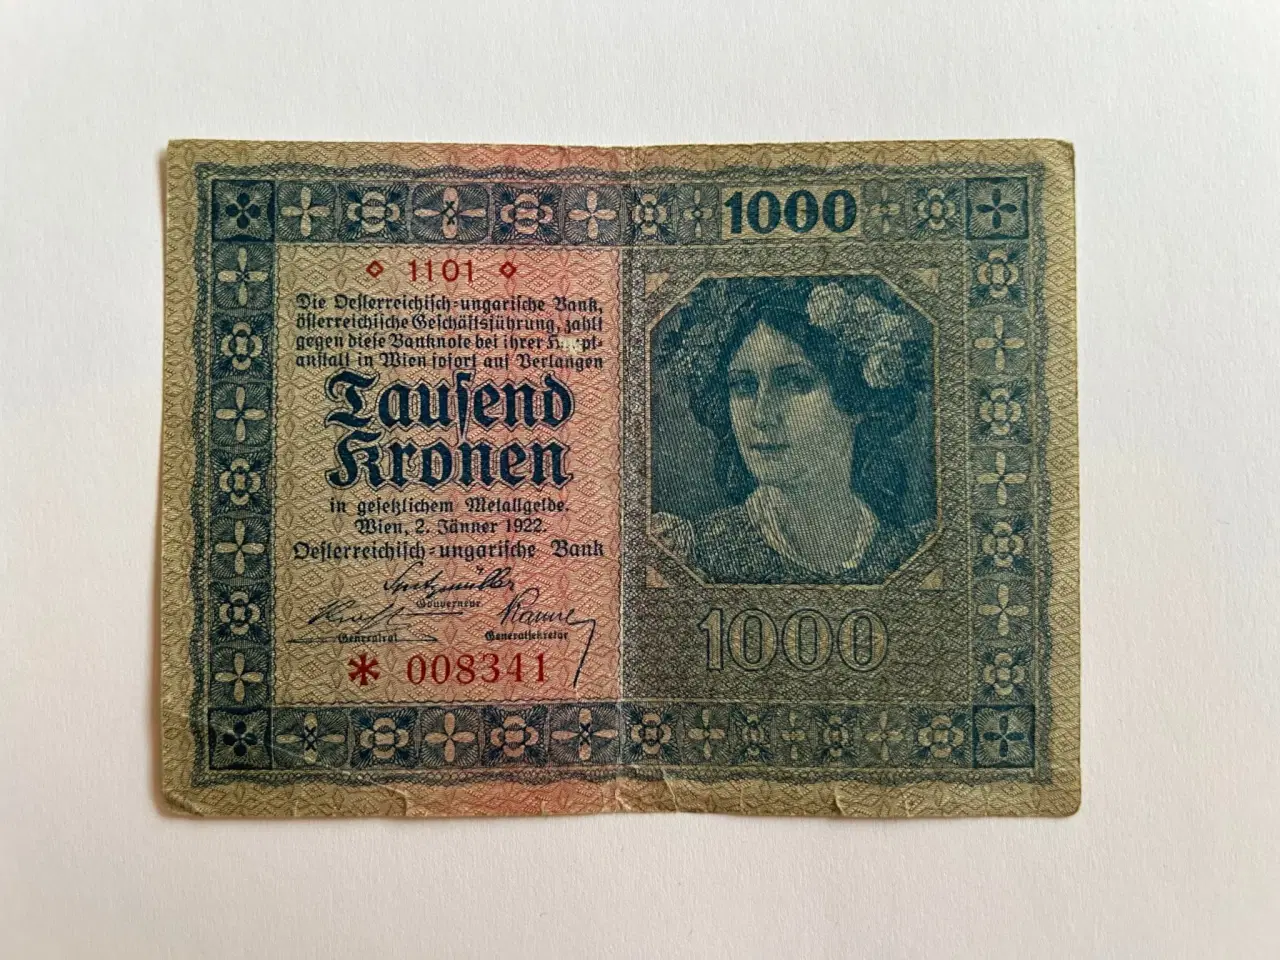 1000
1101
Die Oesterreichisch-ungarische Bank,
österreichische Geschäftsführung, zahlt
gegen diese Banknote bei ihrer Haupt-
anstalt in Wien sofort auf Verlangen
Tausend
Kronen
in gesetzlichem Metallgelde.
Wien, 2. Jänner 1922.
Oesterreichisch-ungarische Bank
Spitzmüller
Gouverneur
Generalrat
Generalsekretär
* 008341
1000